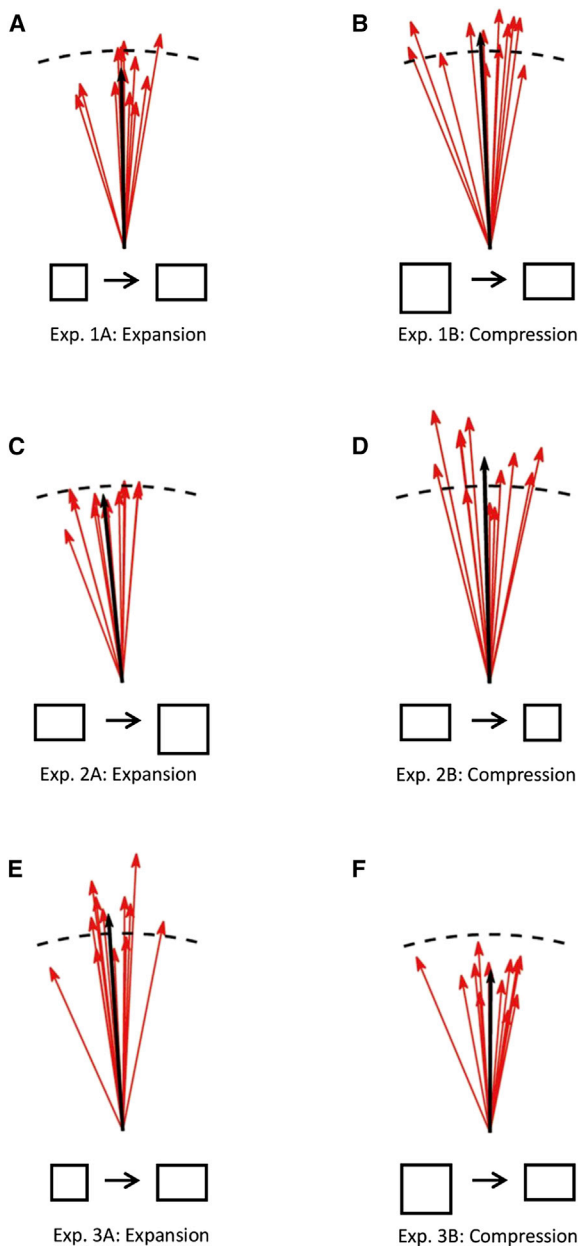 A
B
Exp. 1A: Expansion
Exp. 1B: Compression
C
D
Exp. 2A: Expansion
Exp. 2B: Compression
E
F
Exp. 3A: Expansion
Exp. 3B: Compression